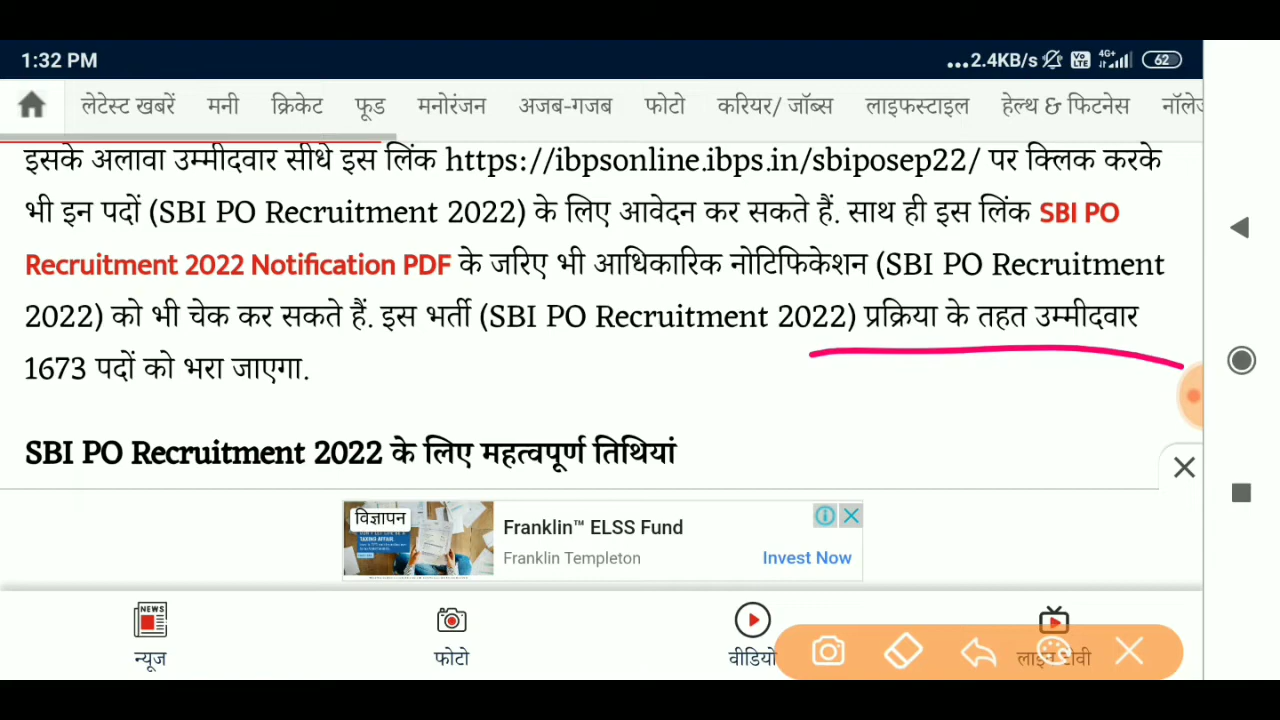 1:32 PM
...2.4KB/s 4G+ 62
लेटेस्ट खबरें मनी क्रिकेट फूड मनोरंजन अजब-गजब फोटो करियर/ जॉब्स लाइफस्टाइल हेल्थ & फिटनेस नॉलेज
इसके अलावा उम्मीदवार सीधे इस लिंक https://ibpsonline.ibps.in/sbiposep22/ पर क्लिक करके
भी इन पदों (SBI PO Recruitment 2022) के लिए आवेदन कर सकते हैं. साथ ही इस लिंक SBI PO
Recruitment 2022 Notification PDF के जरिए भी आधिकारिक नोटिफिकेशन (SBI PO Recruitment
2022) को भी चेक कर सकते हैं. इस भर्ती (SBI PO Recruitment 2022) प्रक्रिया के तहत उम्मीदवार
1673 पदों को भरा जाएगा.
SBI PO Recruitment 2022 के लिए महत्वपूर्ण तिथियां
विज्ञापन
Franklin™ ELSS Fund
Franklin Templeton
Invest Now
NEWS
न्यूज फोटो वीडियो लाइव टीवी